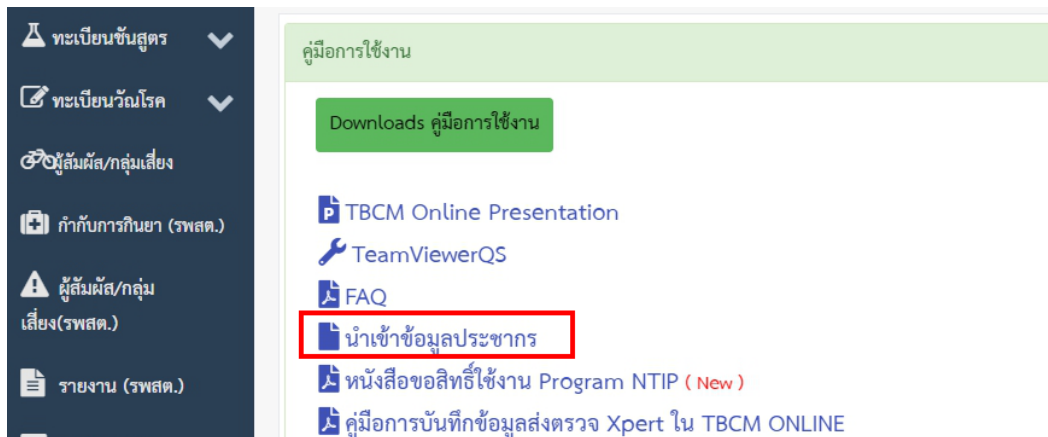 ทะเบียนชันสูตร
ทะเบียนวัณโรค
ผู้สัมผัส/กลุ่มเสี่ยง
กำกับการกินยา (รพสต.)
ผู้สัมผัส/กลุ่ม
เสี่ยง(รพสต.)
รายงาน (รพสต.)
คู่มือการใช้งาน
Downloads คู่มือการใช้งาน
TBCM Online Presentation
TeamViewerQS
FAQ
นำเข้าข้อมูลประชากร
หนังสือขอสิทธิ์ใช้งาน Program NTIP ( New )
คู่มือการบันทึกข้อมูลส่งตรวจ Xpert ใน TBCM ONLINE